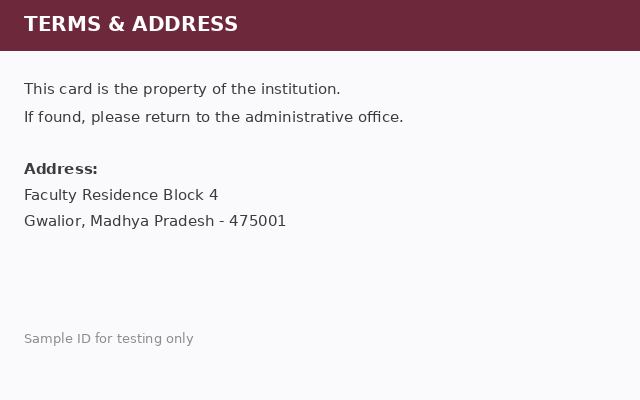 TERMS & ADDRESS
This card is the property of the institution.
If found, please return to the administrative office.
Address:
Faculty Residence Block 4
Gwalior, Madhya Pradesh - 475001
Sample ID for testing only